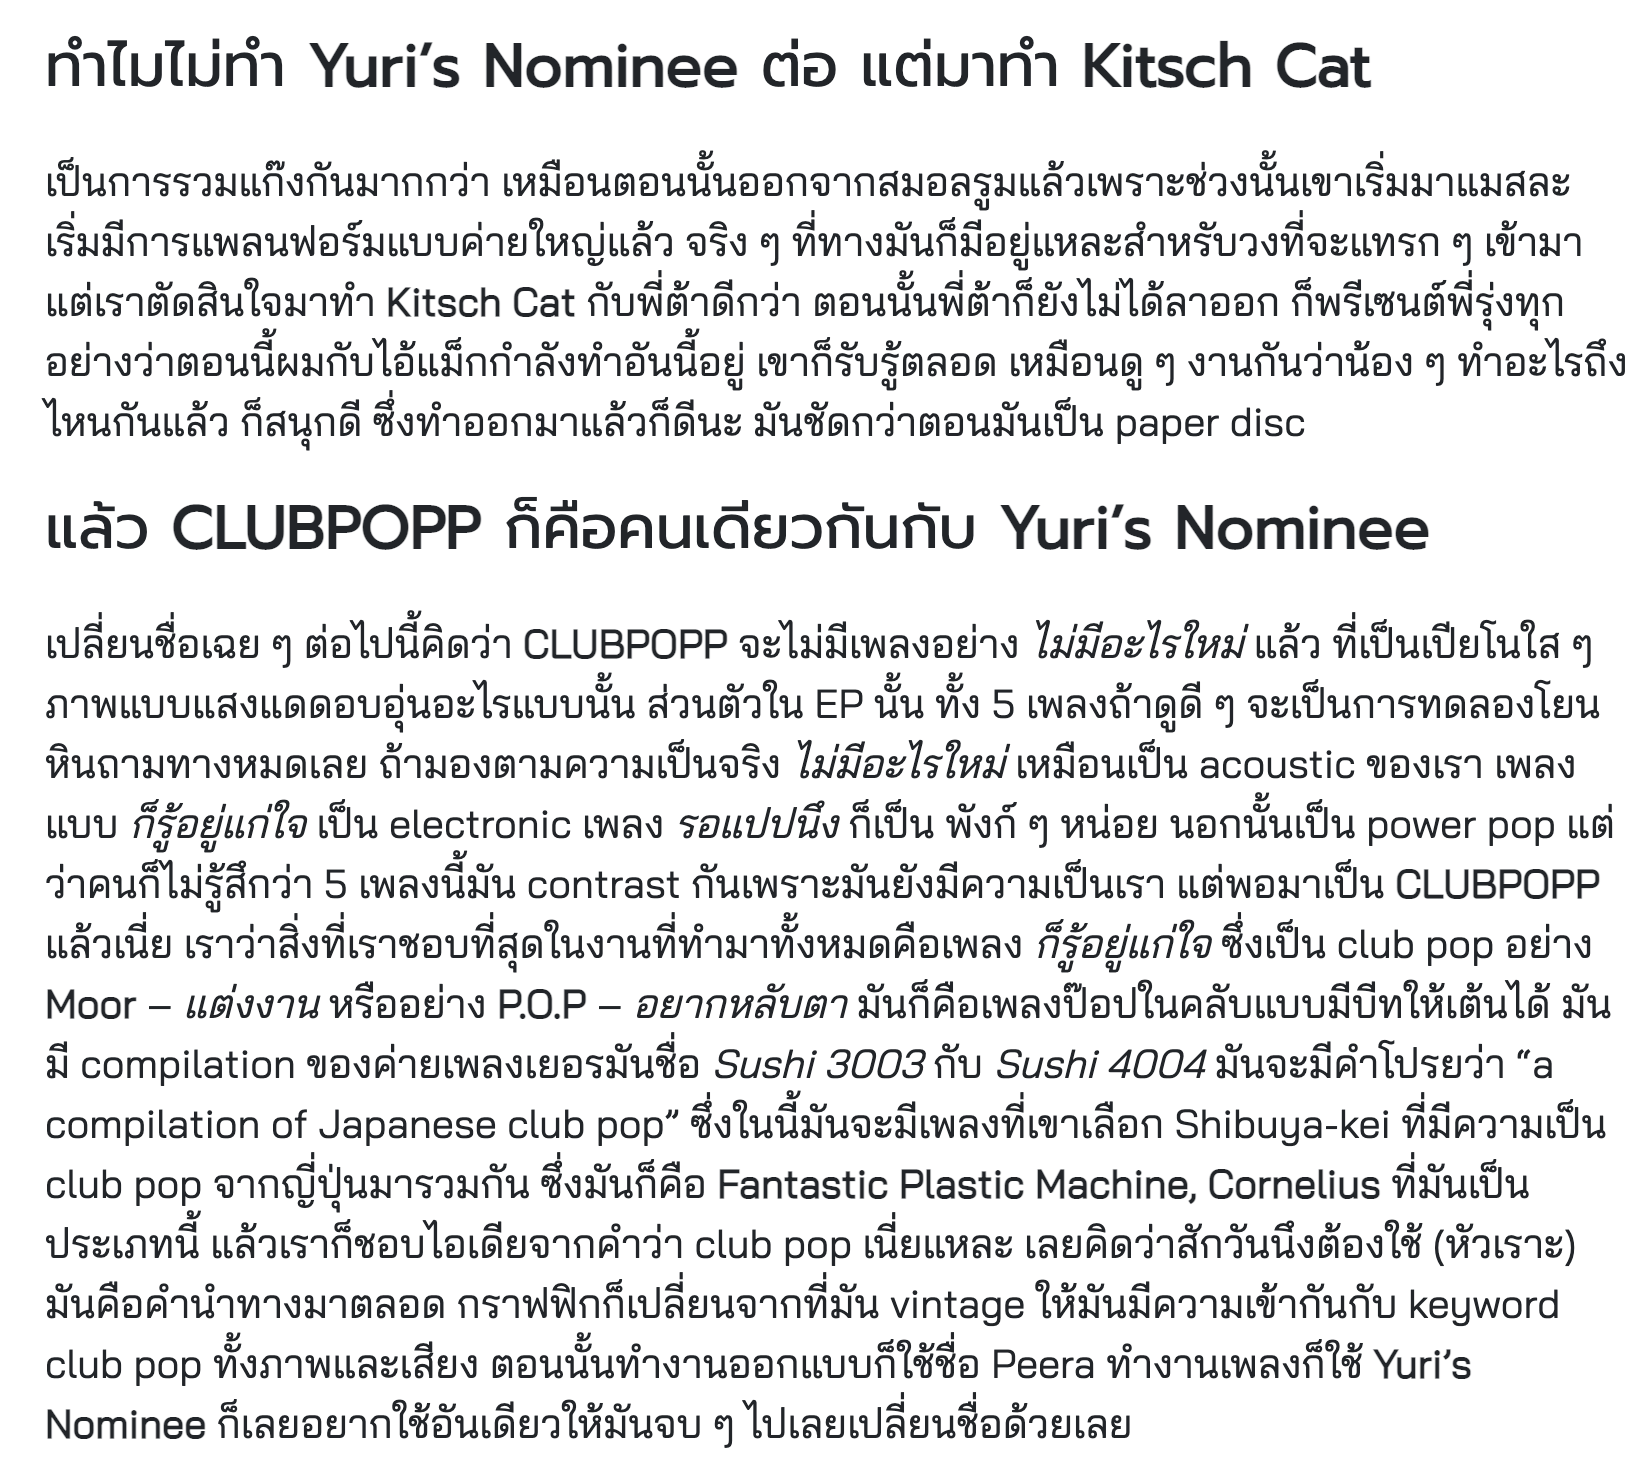 ทำไมไม่ทำ Yuri’s Nominee ต่อ แต่มาทำ Kitsch Cat
เป็นการรวมแก๊งกันมากกว่า เหมือนตอนนั้นออกจากสมอลรูมแล้วเพราะช่วงนั้นเขาเริ่มมาแมสละ
เริ่มมีการแพลนฟอร์มแบบค่ายใหญ่แล้ว จริง ๆ ที่ทางมันก็มีอยู่แหละสำหรับวงที่จะแทรก ๆ เข้ามา
แต่เราตัดสินใจมาทำ Kitsch Cat กับพี่ต้าดีกว่า ตอนนั้นพี่ต้าก็ยังไม่ได้ลาออก ก็พรีเซนต์พี่รุ่งทุก
อย่างว่าตอนนี้ผมกับไอ้แม็กกำลังทำอันนี้อยู่ เขาก็รับรู้ตลอด เหมือนดู ๆ งานกันว่าน้อง ๆ ทำอะไรถึง
ไหนกันแล้ว ก็สนุกดี ซึ่งทำออกมาแล้วก็ดีนะ มันชัดกว่าตอนมันเป็น paper disc
แล้ว CLUBPOPP ก็คือคนเดียวกันกับ Yuri’s Nominee
เปลี่ยนชื่อเฉย ๆ ต่อไปนี้คิดว่า CLUBPOPP จะไม่มีเพลงอย่าง ไม่มีอะไรใหม่ แล้ว ที่เป็นเปียโนใส ๆ
ภาพแบบแสงแดดอบอุ่นอะไรแบบนั้น ส่วนตัวใน EP นั้น ทั้ง 5 เพลงถ้าดูดี ๆ จะเป็นการทดลองโยน
หินถามทางหมดเลย ถ้ามองตามความเป็นจริง ไม่มีอะไรใหม่ เหมือนเป็น acoustic ของเรา เพลง
แบบ ก็รู้อยู่แก่ใจ เป็น electronic เพลง รอแปปนึง ก็เป็น พังก์ ๆ หน่อย นอกนั้นเป็น power pop แต่
ว่าคนก็ไม่รู้สึกว่า 5 เพลงนี้มัน contrast กันเพราะมันยังมีความเป็นเรา แต่พอมาเป็น CLUBPOPP
แล้วเนี่ย เราว่าสิ่งที่เราชอบที่สุดในงานที่ทำมาทั้งหมดคือเพลง ก็รู้อยู่แก่ใจ ซึ่งเป็น club pop อย่าง
Moor – แต่งงาน หรืออย่าง P.O.P – อยากหลับตา มันก็คือเพลงป๊อปในคลับแบบมีบีทให้เต้นได้ มัน
มี compilation ของค่ายเพลงเยอรมันชื่อ Sushi 3003 กับ Sushi 4004 มันจะมีคำโปรยว่า “a
compilation of Japanese club pop” ซึ่งในนี้มันจะมีเพลงที่เขาเลือก Shibuya-kei ที่มีความเป็น
club pop จากญี่ปุ่นมารวมกัน ซึ่งมันก็คือ Fantastic Plastic Machine, Cornelius ที่มันเป็น
ประเภทนี้ แล้วเราก็ชอบไอเดียจากคำว่า club pop เนี่ยแหละ เลยคิดว่าสักวันนึงต้องใช้ (หัวเราะ)
มันคือคำนำทางมาตลอด กราฟฟิกก็เปลี่ยนจากที่มัน vintage ให้มันมีความเข้ากันกับ keyword
club pop ทั้งภาพและเสียง ตอนนั้นทำงานออกแบบก็ใช้ชื่อ Peera ทำงานเพลงก็ใช้ Yuri’s
Nominee ก็เลยอยากใช้อันเดียวให้มันจบ ๆ ไปเลยเปลี่ยนชื่อด้วยเลย